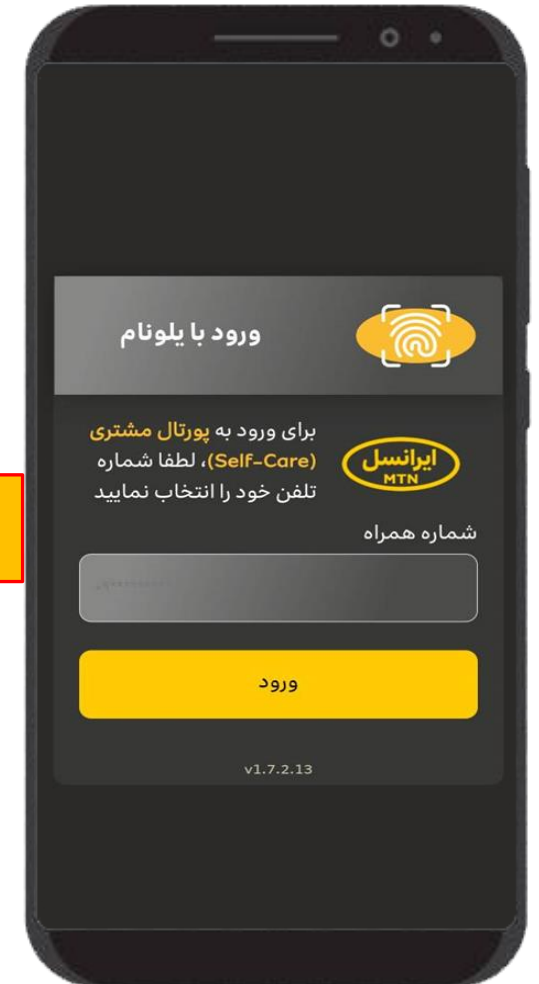 ورود با یلونام
برای ورود به پورتال مشتری
(Self-Care)، لطفا شماره
تلفن خود را انتخاب نمایید
ایرانسل
MTN
شماره همراه
ورود
v1.7.2.13